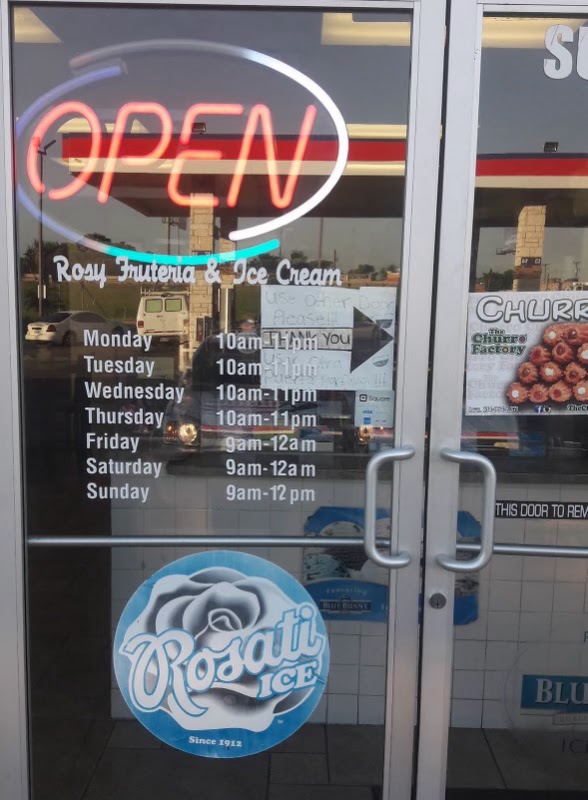 OPEN
Rosy Fruteria & Ice Cream
Use Other Door
Please!!
THANK YOU
Monday 10am-11pm
Tuesday 10am-11pm
Wednesday 10am-11pm
Thursday 10am-11pm
Friday 9am-12am
Saturday 9am-12am
Sunday 9am-12pm
Square
Rosati
ICE
Since 1912
BLUE BUNNY
CHURR
The
Churro
Factory
THIS DOOR TO REM
BLU